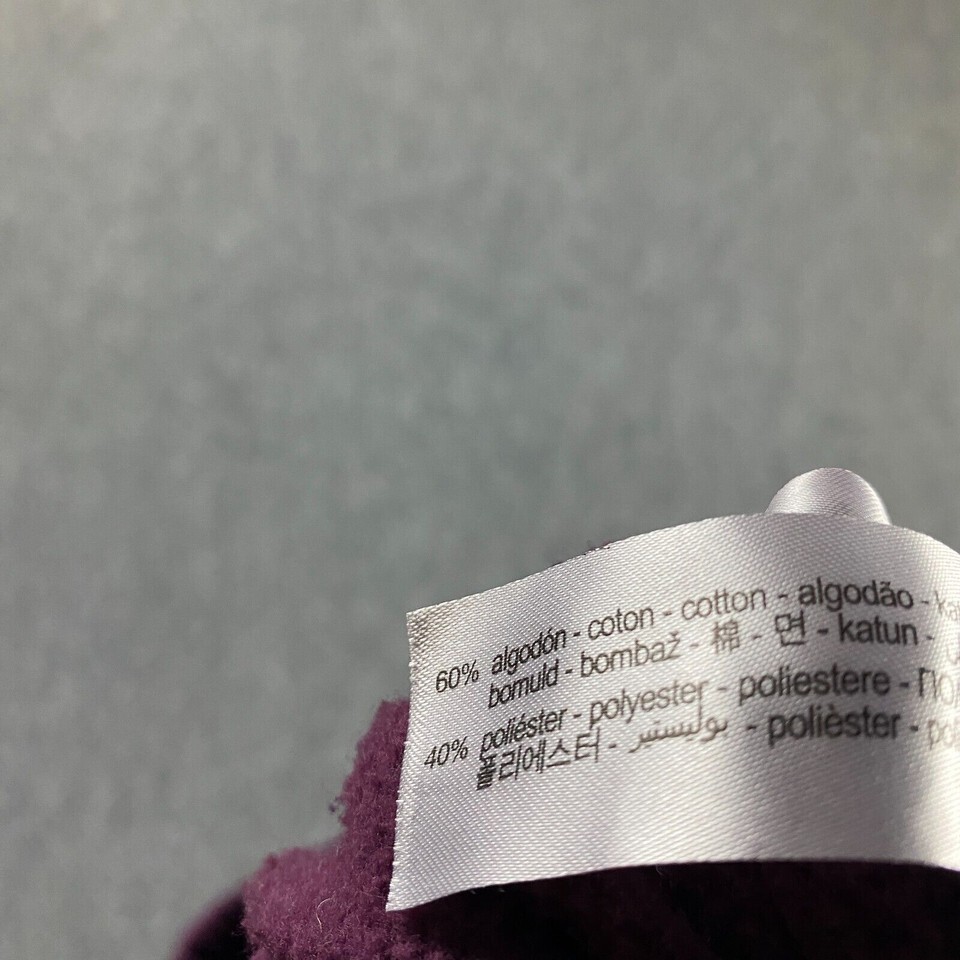 60% algodón - coton - cotton - algodão -
bomuld - bombaž - 棉 - 면 - katun -
40% poliéster - polyester - poliestere -
폴리에스터 - بوليستير - polièster -